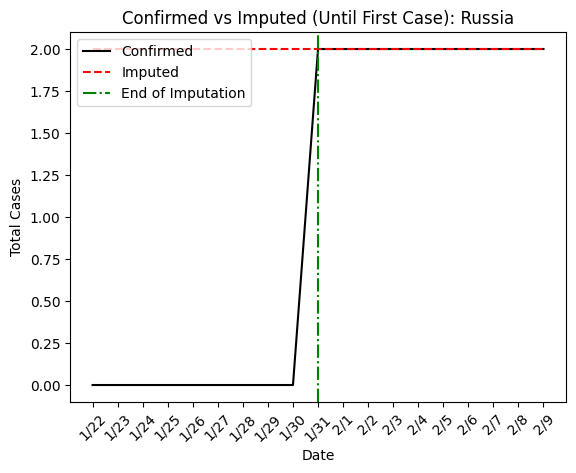 Confirmed vs Imputed (Until First Case): Russia
Confirmed
Imputed
End of Imputation
Total Cases
2.00
1.75
1.50
1.25
1.00
0.75
0.50
0.25
0.00
1/22 1/23 1/24 1/25 1/26 1/27 1/28 1/29 1/30 1/31 2/1 2/2 2/3 2/4 2/5 2/6 2/7 2/8 2/9
Date